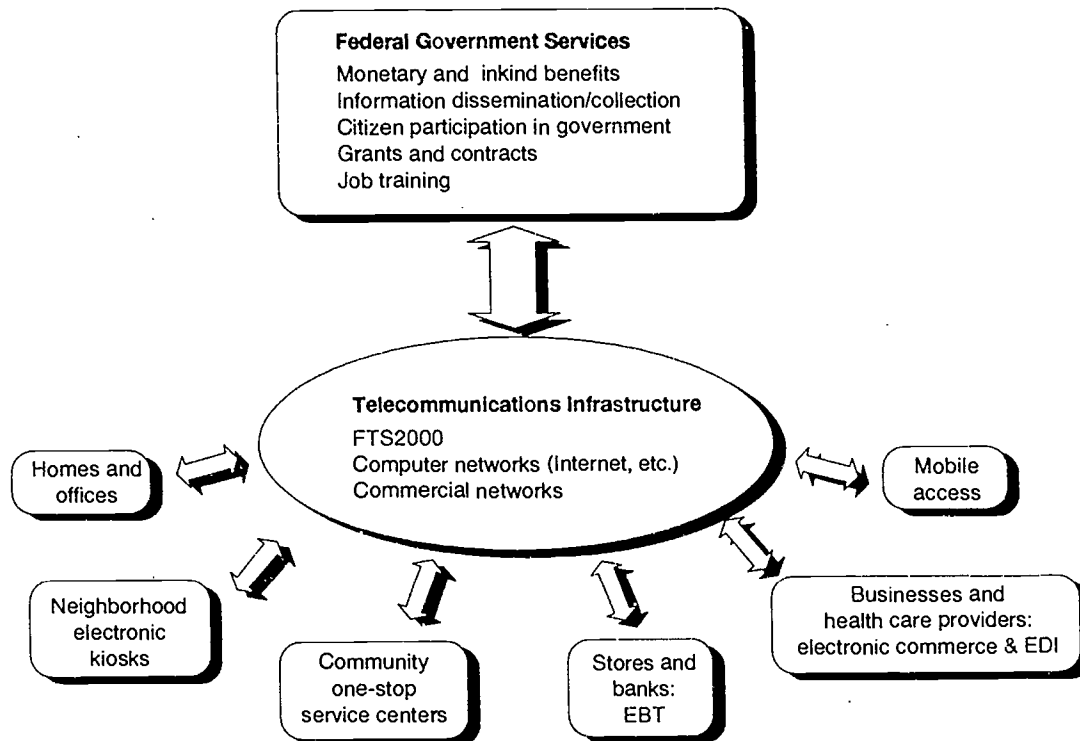 Federal Government Services
Monetary and inkind benefits
Information dissemination/collection
Citizen participation in government
Grants and contracts
Job training
Telecommunications Infrastructure
FTS2000
Computer networks (Internet, etc.)
Commercial networks
Homes and
offices
Mobile
access
Neighborhood
electronic
kiosks
Community
one-stop
service centers
Stores and
banks:
EBT
Businesses and
health care providers:
electronic commerce & EDI